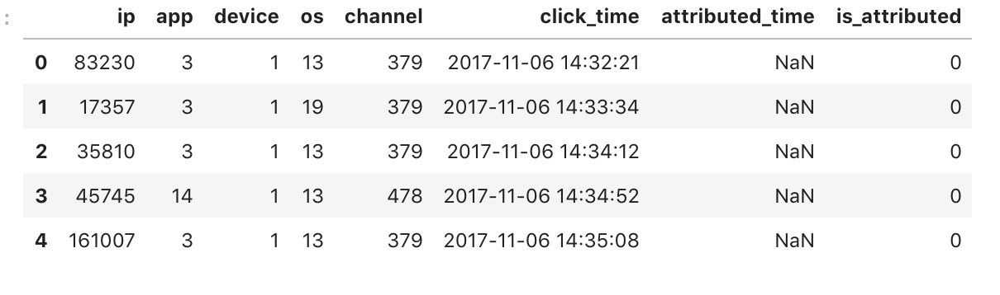 : ip app device os channel click_time attributed_time is_attributed
0 83230 3 1 13 379 2017-11-06 14:32:21 NaN 0
1 17357 3 1 19 379 2017-11-06 14:33:34 NaN 0
2 35810 3 1 13 379 2017-11-06 14:34:12 NaN 0
3 45745 14 1 13 478 2017-11-06 14:34:52 NaN 0
4 161007 3 1 13 379 2017-11-06 14:35:08 NaN 0